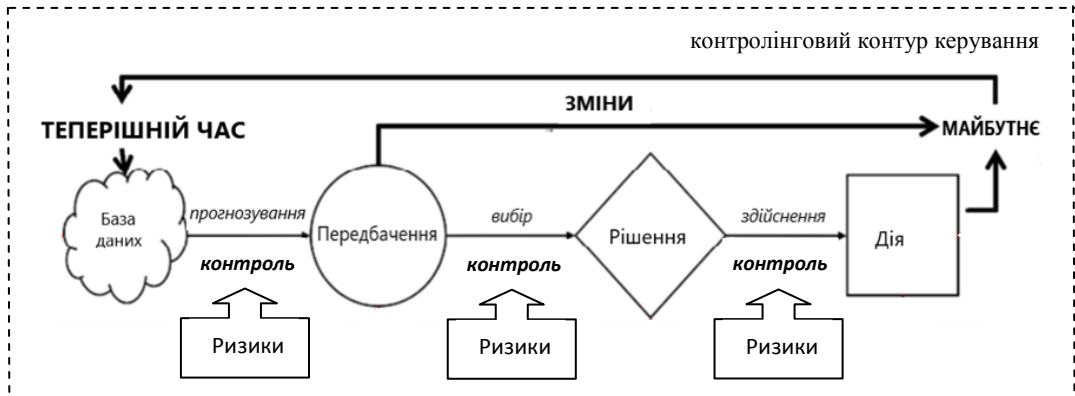 контролінговий контур керування
ЗМІНИ
ТЕПЕРІШНІЙ ЧАС
МАЙБУТНЄ
База
даних
прогнозування
Передбачення
вибір
Рішення
здійснення
Дія
контроль
контроль
контроль
Ризики
Ризики
Ризики